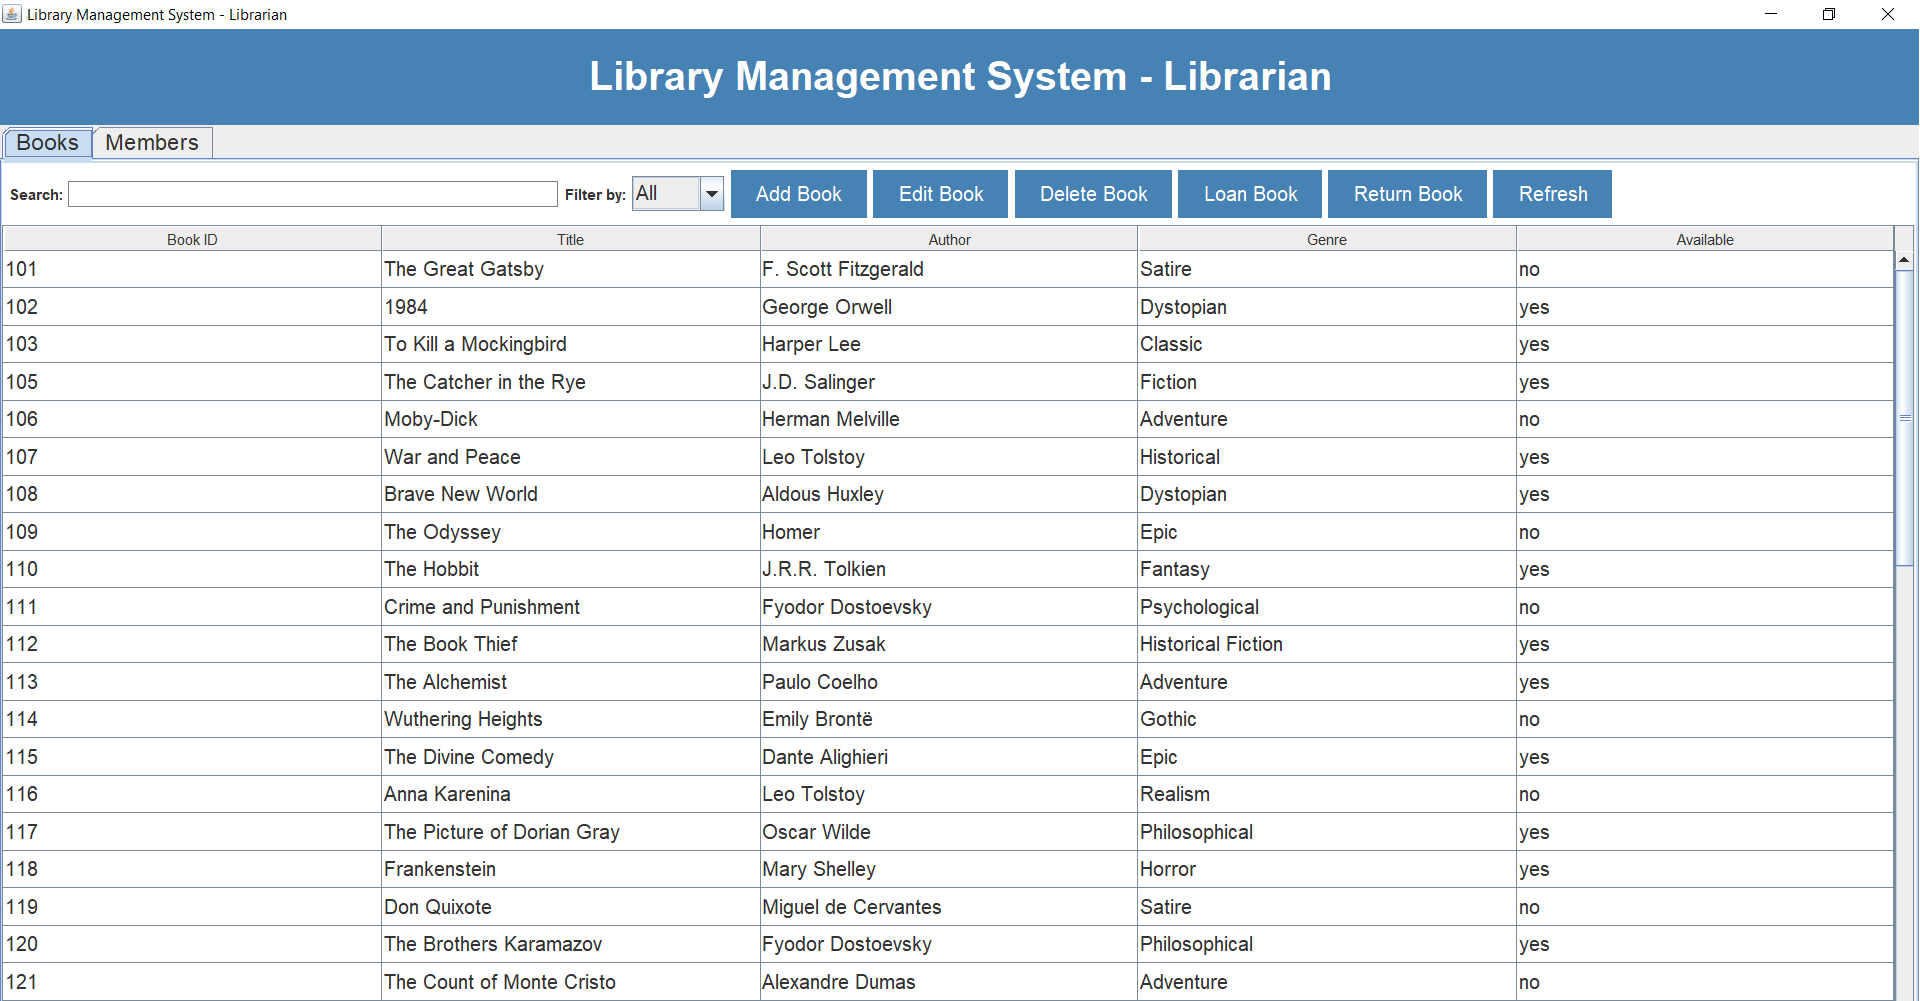 Library Management System - Librarian
Library Management System - Librarian
Books Members
Search: Filter by: All Add Book Edit Book Delete Book Loan Book Return Book Refresh
Book ID Title Author Genre Available
101 The Great Gatsby F. Scott Fitzgerald Satire no
102 1984 George Orwell Dystopian yes
103 To Kill a Mockingbird Harper Lee Classic yes
105 The Catcher in the Rye J.D. Salinger Fiction yes
106 Moby-Dick Herman Melville Adventure no
107 War and Peace Leo Tolstoy Historical yes
108 Brave New World Aldous Huxley Dystopian yes
109 The Odyssey Homer Epic no
110 The Hobbit J.R.R. Tolkien Fantasy yes
111 Crime and Punishment Fyodor Dostoevsky Psychological no
112 The Book Thief Markus Zusak Historical Fiction yes
113 The Alchemist Paulo Coelho Adventure yes
114 Wuthering Heights Emily Brontë Gothic no
115 The Divine Comedy Dante Alighieri Epic yes
116 Anna Karenina Leo Tolstoy Realism no
117 The Picture of Dorian Gray Oscar Wilde Philosophical yes
118 Frankenstein Mary Shelley Horror yes
119 Don Quixote Miguel de Cervantes Satire no
120 The Brothers Karamazov Fyodor Dostoevsky Philosophical yes
121 The Count of Monte Cristo Alexandre Dumas Adventure no